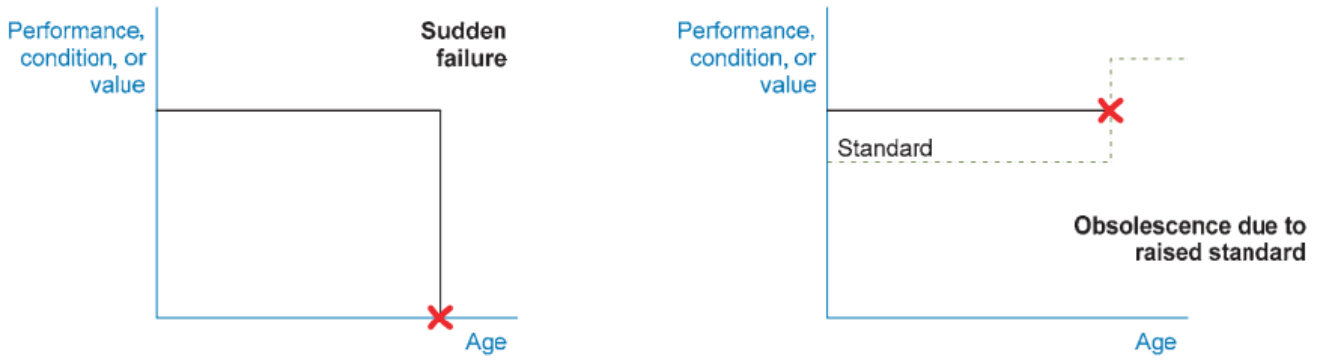 Performance,
condition, or
value
Sudden
failure
Age
Performance,
condition, or
value
Standard
Obsolescence due to
raised standard
Age